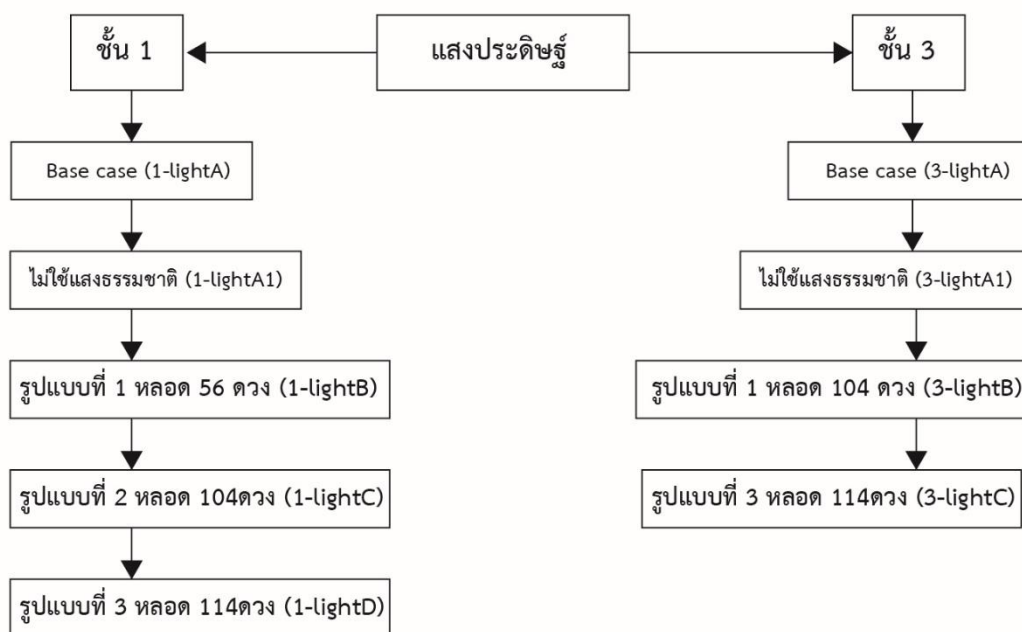 แสงประดิษฐ์
ชั้น 1
Base case (1-lightA)
ไม่ใช้แสงธรรมชาติ (1-lightA1)
รูปแบบที่ 1 หลอด 56 ดวง (1-lightB)
รูปแบบที่ 2 หลอด 104ดวง (1-lightC)
รูปแบบที่ 3 หลอด 114ดวง (1-lightD)
ชั้น 3
Base case (3-lightA)
ไม่ใช้แสงธรรมชาติ (3-lightA1)
รูปแบบที่ 1 หลอด 104 ดวง (3-lightB)
รูปแบบที่ 3 หลอด 114ดวง (3-lightC)